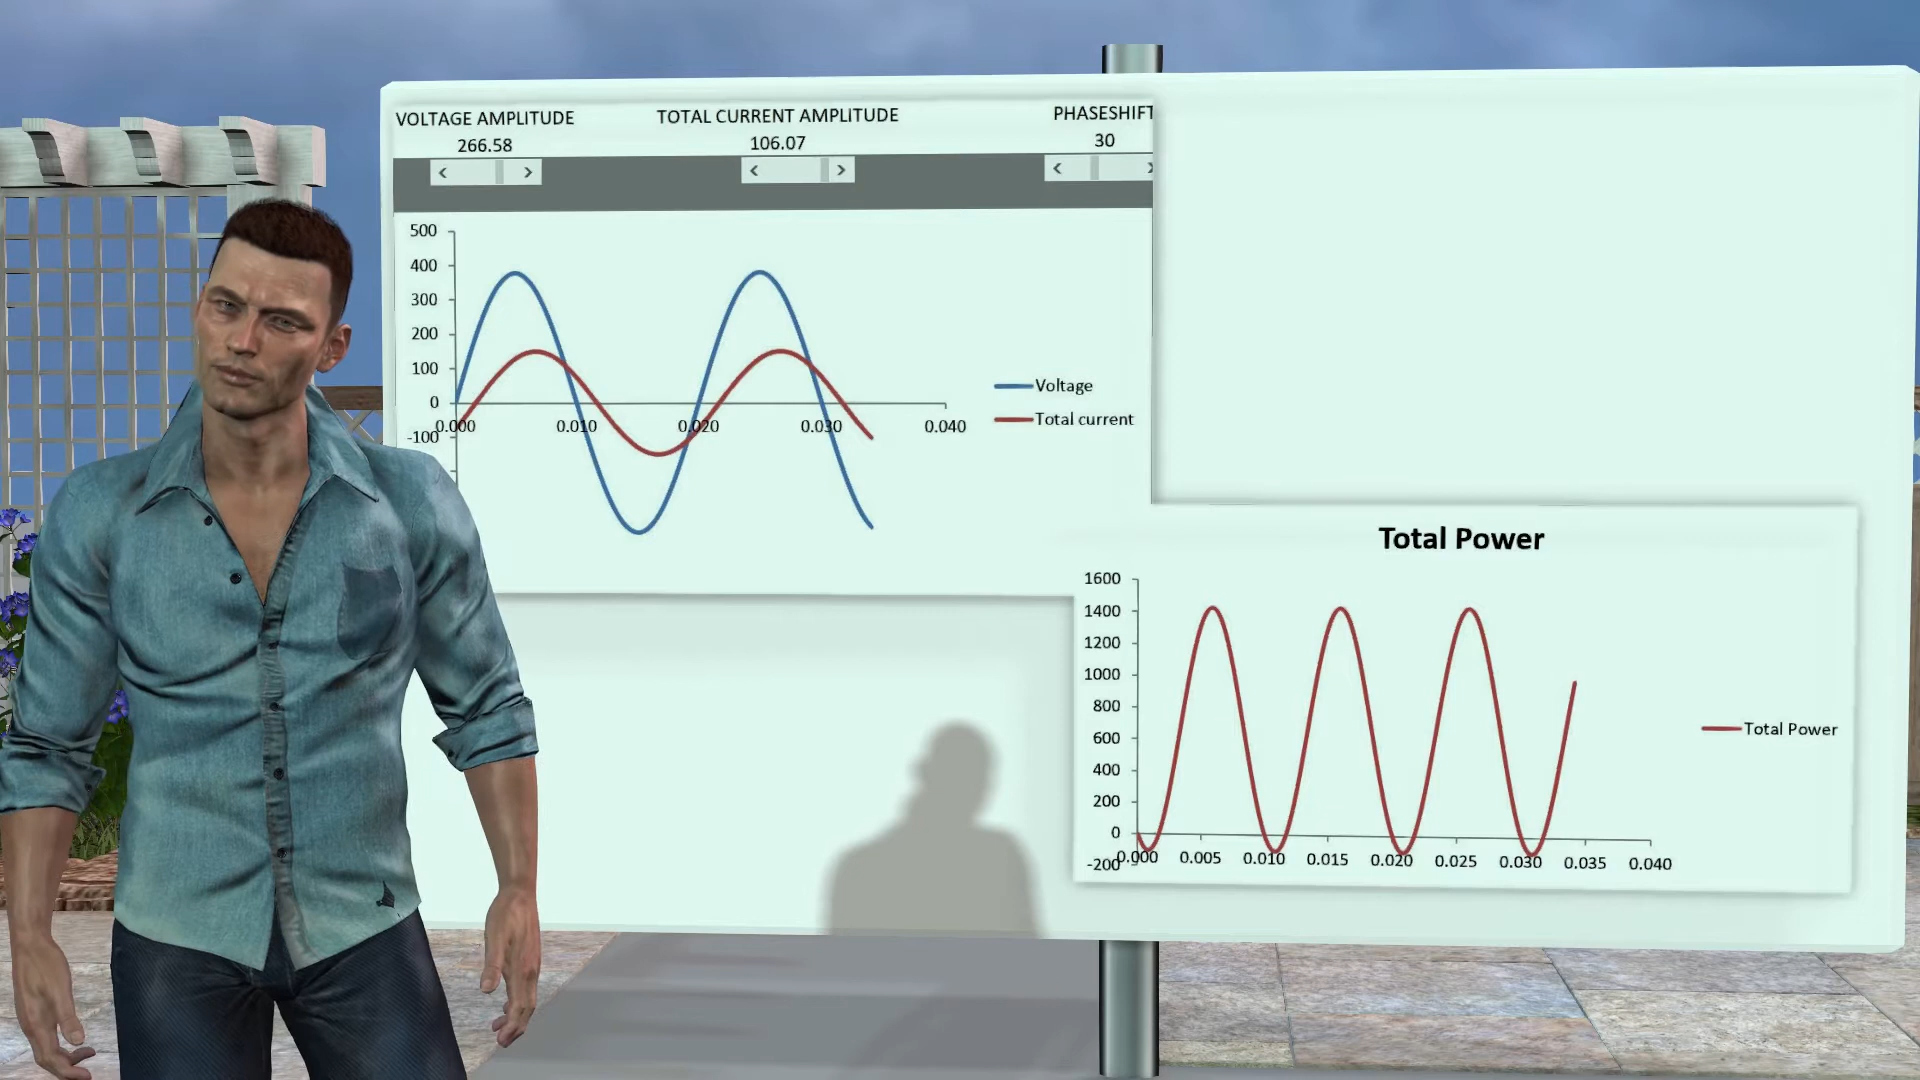 VOLTAGE AMPLITUDE TOTAL CURRENT AMPLITUDE PHASESHIFT
266.58 106.07 30
500
400
300
200
100
0
-100
0.000 0.010 0.020 0.030 0.040
Voltage
Total current
Total Power
1600
1400
1200
1000
800
600
400
200
0
-200
0.000 0.005 0.010 0.015 0.020 0.025 0.030 0.035 0.040
Total Power